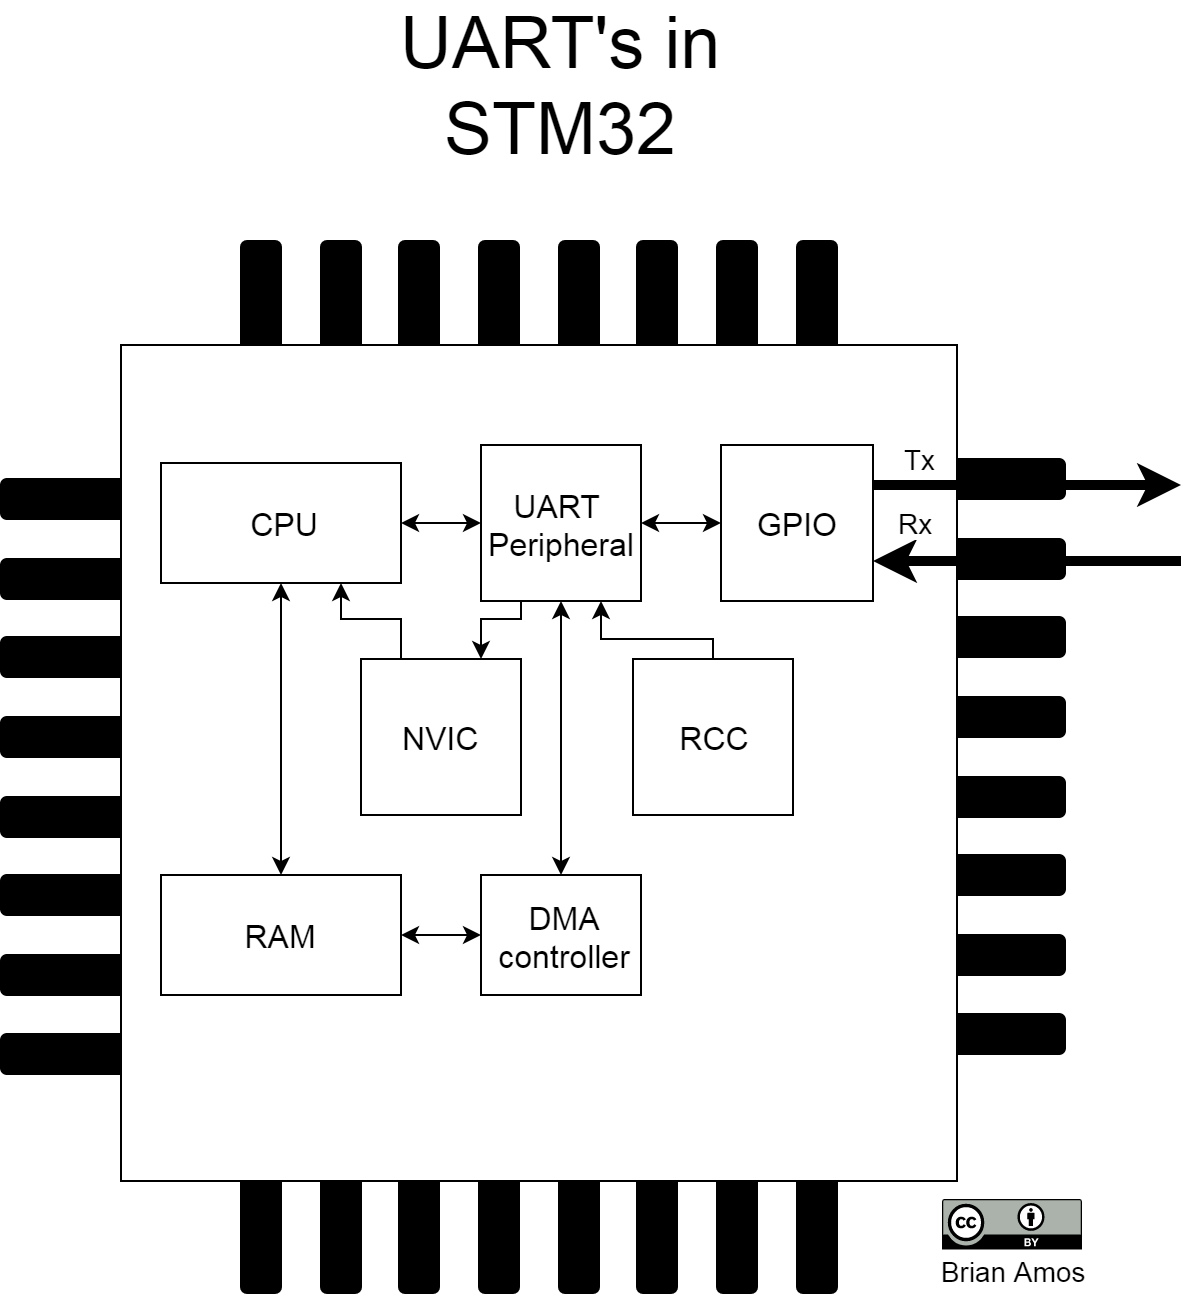 UART's in
STM32
CPU
UART
Peripheral
GPIO
Tx
Rx
NVIC
RCC
RAM
DMA
controller
cc
BY
Brian Amos